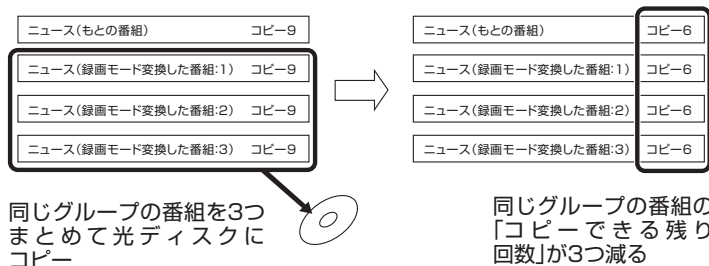 ニュース（もとの番組） コピー9
ニュース（録画モード変換した番組:1） コピー9
ニュース（録画モード変換した番組:2） コピー9
ニュース（録画モード変換した番組:3） コピー9
同じグループの番組を3つ
まとめて光ディスクに
コピー
ニュース（もとの番組） コピー6
ニュース（録画モード変換した番組:1） コピー6
ニュース（録画モード変換した番組:2） コピー6
ニュース（録画モード変換した番組:3） コピー6
同じグループの番組の
「コピーできる残り
回数」が3つ減る